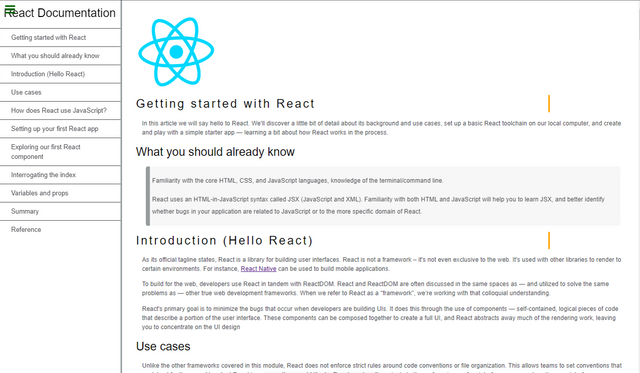 React Documentation
Getting started with React
What you should already know
Introduction (Hello React)
Use cases
How does React use JavaScript?
Setting up your first React app
Exploring our first React
component
Interrogating the index
Variables and props
Summary
Reference
Getting started with React
In this article we will say hello to React. We'll discover a little bit of detail about its background and use cases, set up a basic React toolchain on our local computer, and create
and play with a simple starter app — learning a bit about how React works in the process.
What you should already know
Familiarity with the core HTML, CSS, and JavaScript languages, knowledge of the terminal/command line.
React uses an HTML-in-JavaScript syntax called JSX (JavaScript and XML). Familiarity with both HTML and JavaScript will help you to learn JSX, and better identify
whether bugs in your application are related to JavaScript or to the more specific domain of React.
Introduction (Hello React)
As its official tagline states, React is a library for building user interfaces. React is not a framework – it's not even exclusive to the web. It's used with other libraries to render to
certain environments. For instance, React Native can be used to build mobile applications.
To build for the web, developers use React in tandem with ReactDOM. React and ReactDOM are often discussed in the same spaces as — and utilized to solve the same
problems as — other true web development frameworks. When we refer to React as a "framework", we're working with that colloquial understanding.
React's primary goal is to minimize the bugs that occur when developers are building UIs. It does this through the use of components — self-contained, logical pieces of code
that describe a portion of the user interface. These components can be composed together to create a full UI, and React abstracts away much of the rendering work, leaving
you to concentrate on the UI design
Use cases
Unlike the other frameworks covered in this module, React does not enforce strict rules around code conventions or file organization. This allows teams to set conventions that